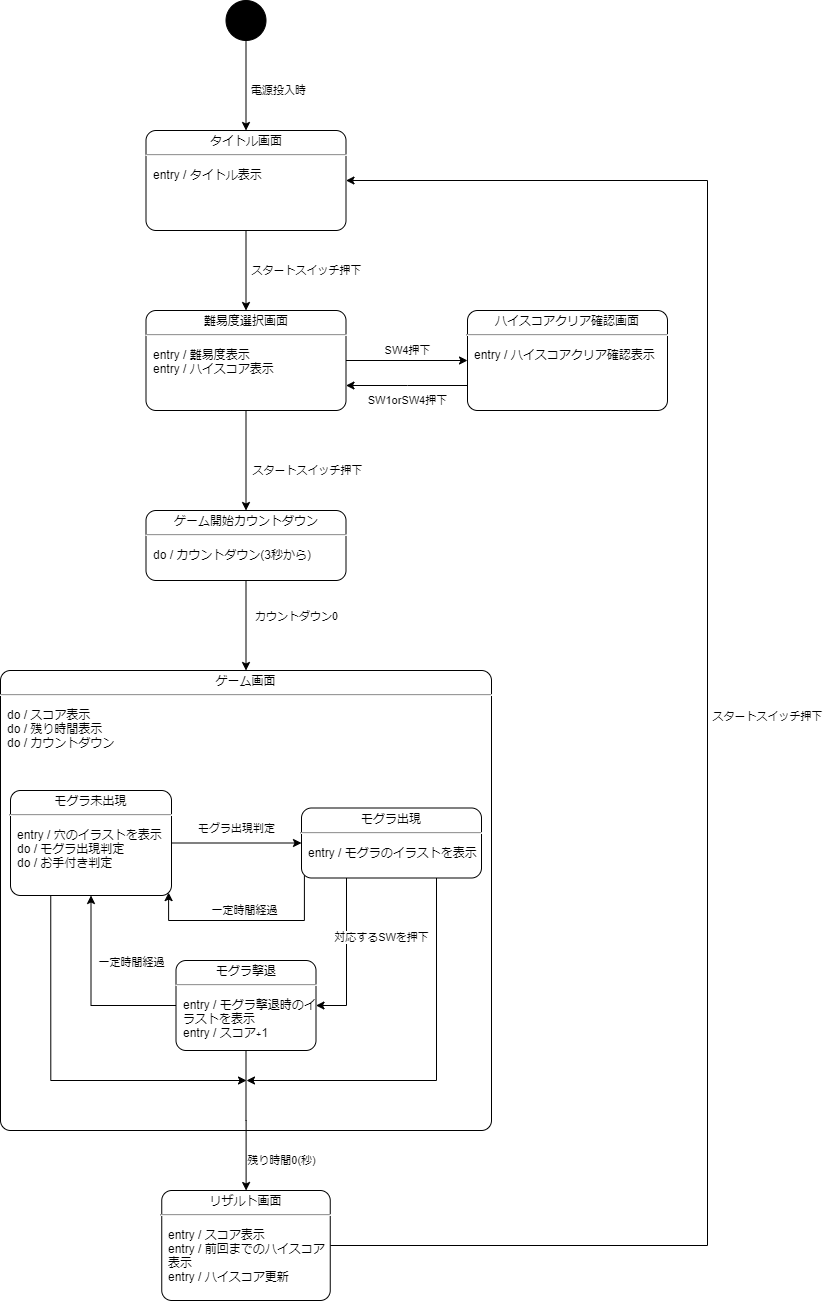 電源投入時
タイトル画面
entry / タイトル表示
スタートスイッチ押下
難易度選択画面
entry / 難易度表示
entry / ハイスコア表示
SW4押下
SW1orSW4押下
ハイスコアクリア確認画面
entry / ハイスコアクリア確認表示
スタートスイッチ押下
ゲーム開始カウントダウン
do / カウントダウン(3秒から)
カウントダウン0
ゲーム画面
do / スコア表示
do / 残り時間表示
do / カウントダウン
スタートスイッチ押下
モグラ未出現
entry / 穴のイラストを表示
do / モグラ出現判定
do / お手付き判定
モグラ出現判定
モグラ出現
entry / モグラのイラストを表示
一定時間経過
対応するSWを押下
一定時間経過
モグラ撃退
entry / モグラ撃退時のイ
ラストを表示
entry / スコア+1
残り時間0(秒)
リザルト画面
entry / スコア表示
entry / 前回までのハイスコア
表示
entry / ハイスコア更新